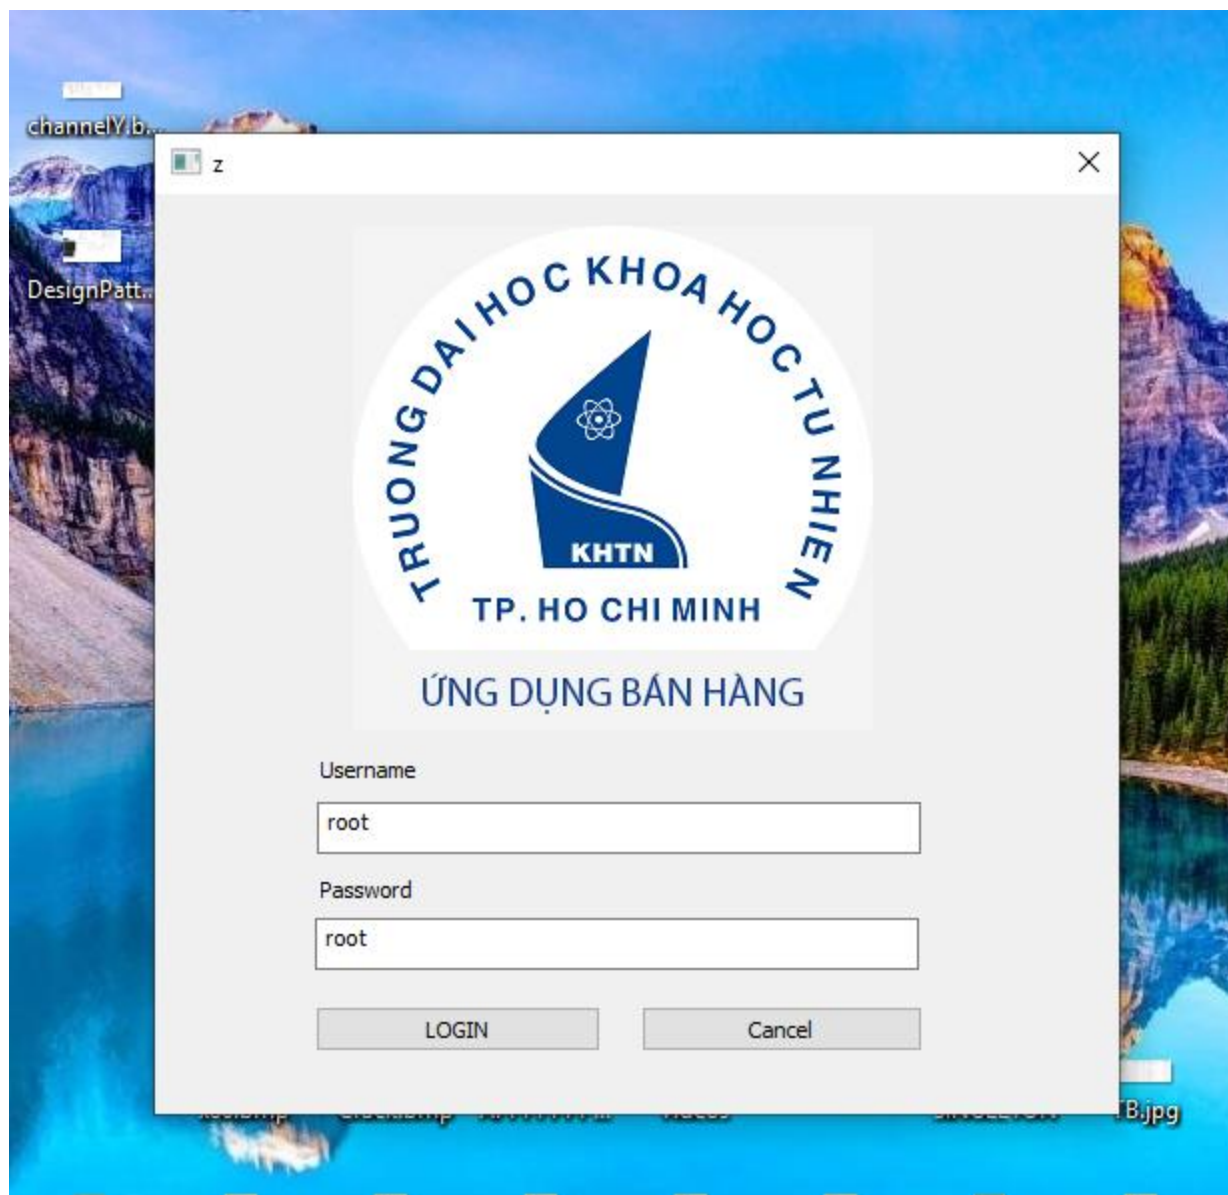 channelY.b...
z
DesignPatt...
TRUONG DAI HOC KHOA HOC TU NHIEN
KHTN
TP. HO CHI MINH
ỨNG DỤNG BÁN HÀNG
Username
root
Password
root
LOGIN
Cancel
TB.jpg